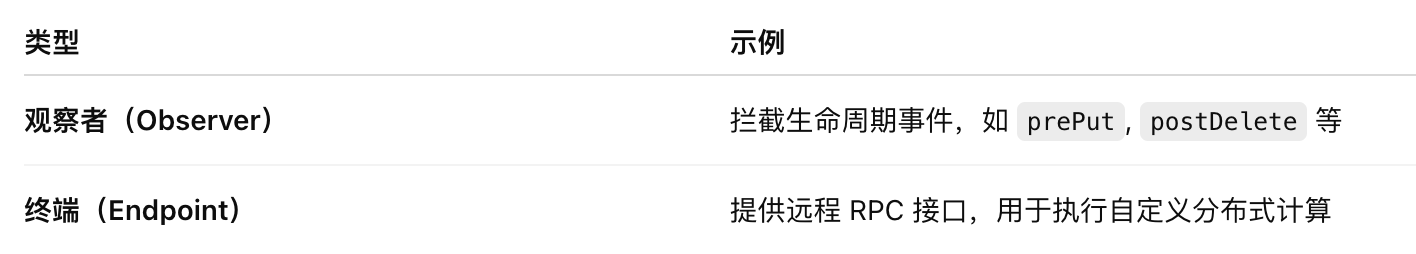 类型 示例
观察者（Observer） 拦截生命周期事件，如 prePut, postDelete 等
终端（Endpoint） 提供远程 RPC 接口，用于执行自定义分布式计算